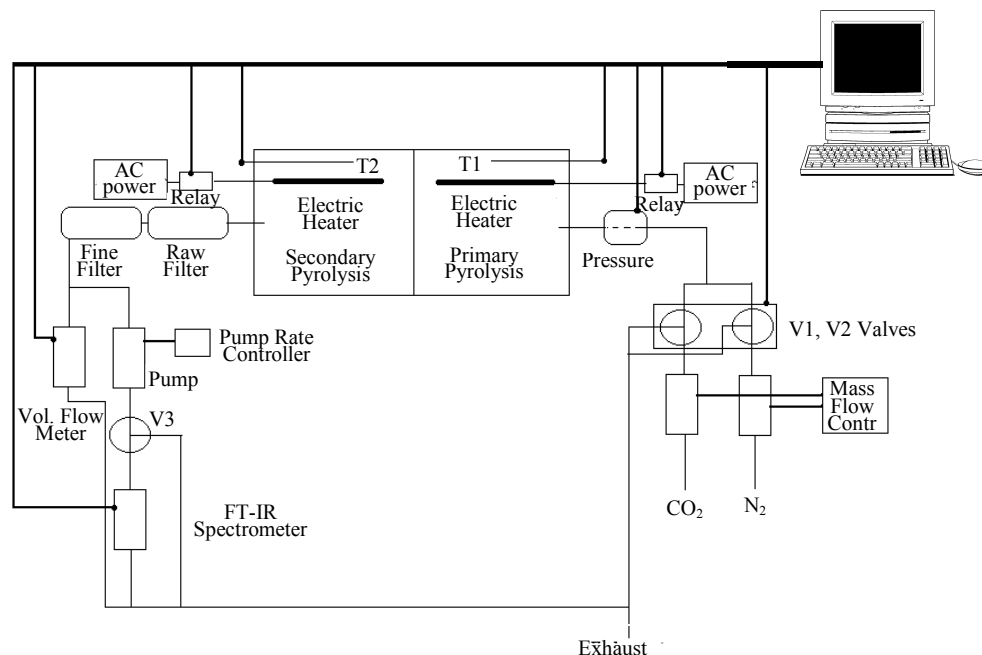 AC
power
Relay
T2
T1
Relay
AC
power
Fine
Filter
Raw
Filter
Electric
Heater
Secondary
Pyrolysis
Electric
Heater
Primary
Pyrolysis
Pressure
V1, V2 Valves
Pump Rate
Controller
Pump
Vol. Flow
Meter
V3
Mass
Flow
Contr
CO₂
N₂
FT-IR
Spectrometer
Exhaust